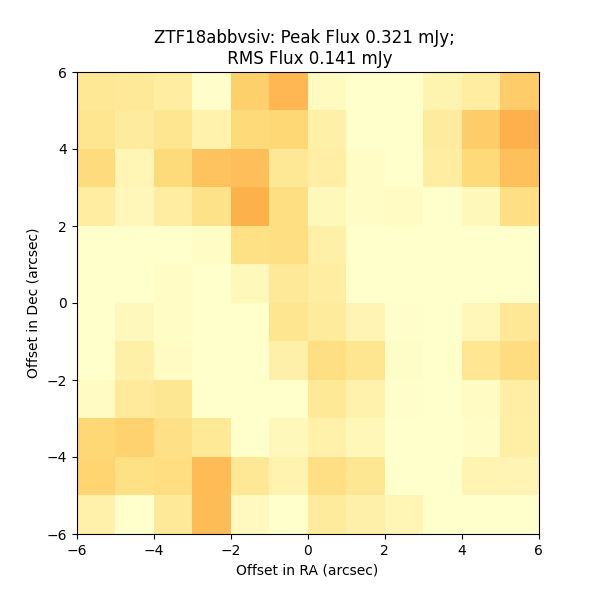 ZTF18abbvsiv: Peak Flux 0.321 mJy;
RMS Flux 0.141 mJy
6
4
2
0
−2
−4
−6
Offset in Dec (arcsec)
−6 −4 −2 0 2 4 6
Offset in RA (arcsec)